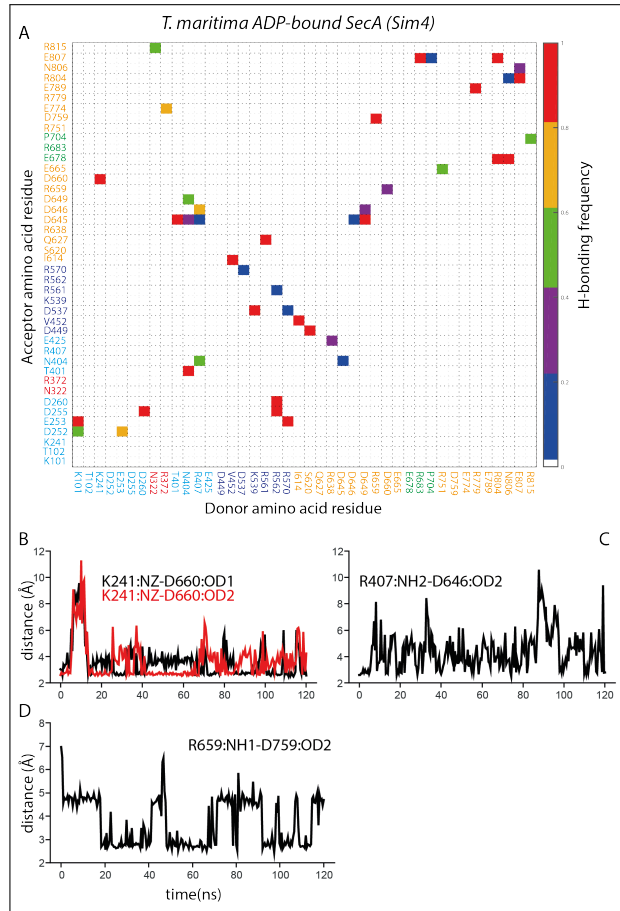 T. maritima ADP-bound SecA (Sim4)
A
R815
E807
N806
R804
E789
R779
E774
D759
R751
P704
R683
E678
E665
D660
R659
D649
D646
D645
R638
Q627
S620
I614
R570
R562
R561
K539
D537
V452
D449
E425
R407
N404
T401
R372
N322
D260
D255
E253
D252
K241
T102
K101
Acceptor amino acid residue
K101 T102 K241 D252 E253 D255 D260 N322 R372 T401 N404 R407 E425 D449 V452 D537 K539 R561 R562 R570 I614 S620 Q627 R638 D645 D646 D649 R659 D660 E665 E678 R683 P704 R751 D759 E774 R779 E789 R804 N806 E807 R815
Donor amino acid residue
1
0.8
0.6
0.4
0.2
0
H-bonding frequency
B
K241:NZ-D660:OD1
K241:NZ-D660:OD2
12
10
8
6
4
2
distance (Å)
0 20 40 60 80 100 120
C
R407:NH2-D646:OD2
12
10
8
6
4
2
0 20 40 60 80 100 120
D
R659:NH1-D759:OD2
8
7
6
5
4
3
2
distance (Å)
0 20 40 60 80 100 120
time(ns)